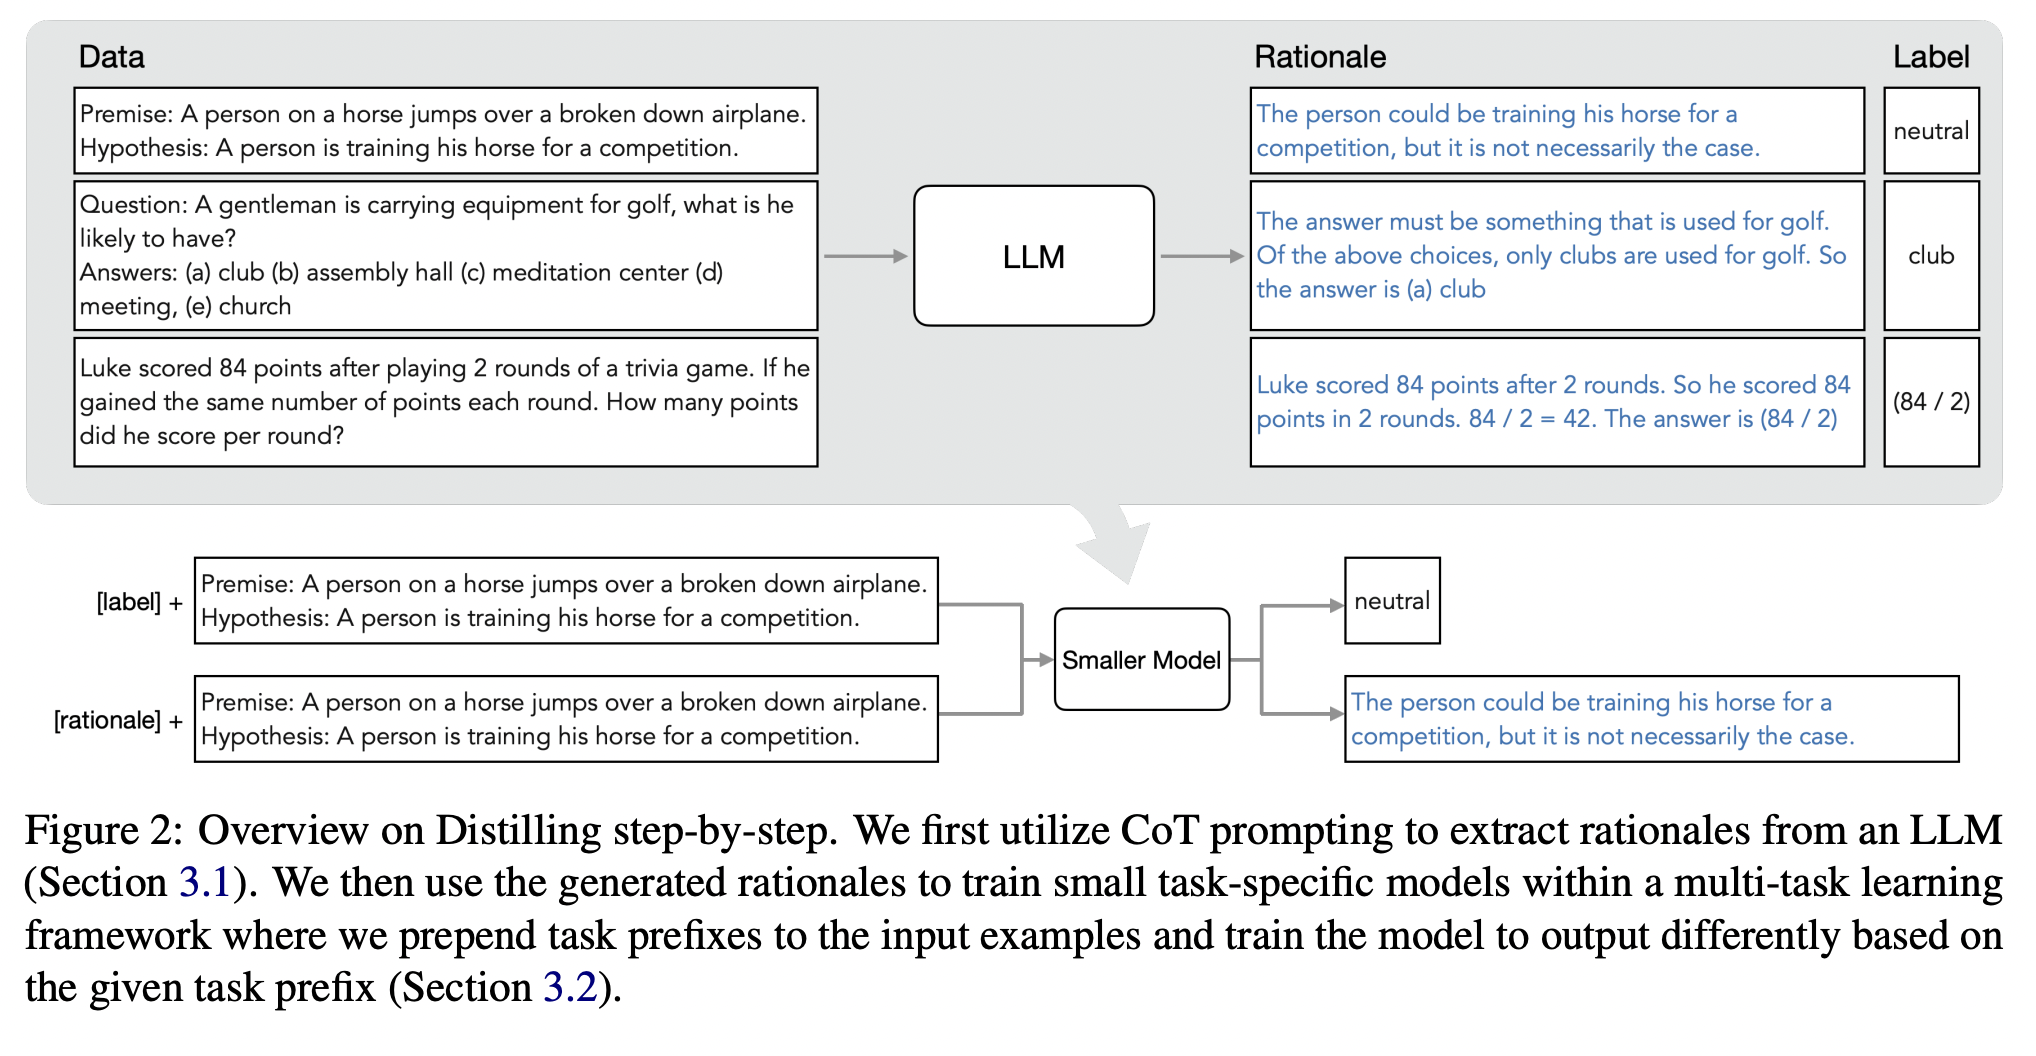 Data
Premise: A person on a horse jumps over a broken down airplane.
Hypothesis: A person is training his horse for a competition.
Question: A gentleman is carrying equipment for golf, what is he
likely to have?
Answers: (a) club (b) assembly hall (c) meditation center (d)
meeting, (e) church
Luke scored 84 points after playing 2 rounds of a trivia game. If he
gained the same number of points each round. How many points
did he score per round?
LLM
Rationale
The person could be training his horse for a
competition, but it is not necessarily the case.
The answer must be something that is used for golf.
Of the above choices, only clubs are used for golf. So
the answer is (a) club
Luke scored 84 points after 2 rounds. So he scored 84
points in 2 rounds. 84 / 2 = 42. The answer is (84 / 2)
Label
neutral
club
(84 / 2)
[label] +
Premise: A person on a horse jumps over a broken down airplane.
Hypothesis: A person is training his horse for a competition.
[rationale] +
Premise: A person on a horse jumps over a broken down airplane.
Hypothesis: A person is training his horse for a competition.
Smaller Model
neutral
The person could be training his horse for a
competition, but it is not necessarily the case.
Figure 2: Overview on Distilling step-by-step. We first utilize CoT prompting to extract rationales from an LLM
(Section 3.1). We then use the generated rationales to train small task-specific models within a multi-task learning
framework where we prepend task prefixes to the input examples and train the model to output differently based on
the given task prefix (Section 3.2).